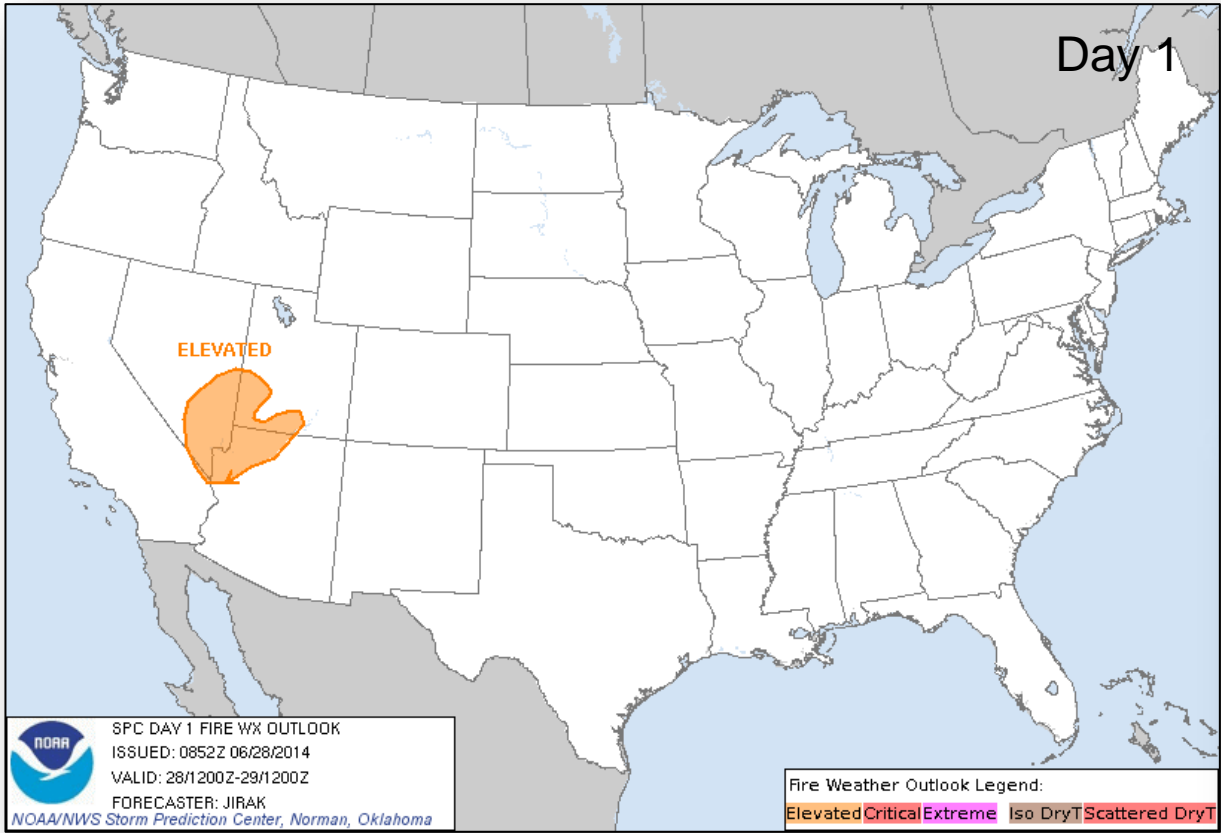 Day 1
ELEVATED
NOAA
SPC DAY 1 FIRE WX OUTLOOK
ISSUED: 0852Z 06/28/2014
VALID: 28/1200Z-29/1200Z
FORECASTER: JIRAK
NOAA/NWS Storm Prediction Center, Norman, Oklahoma
Fire Weather Outlook Legend:
Elevated Critical Extreme Iso DryT Scattered DryT